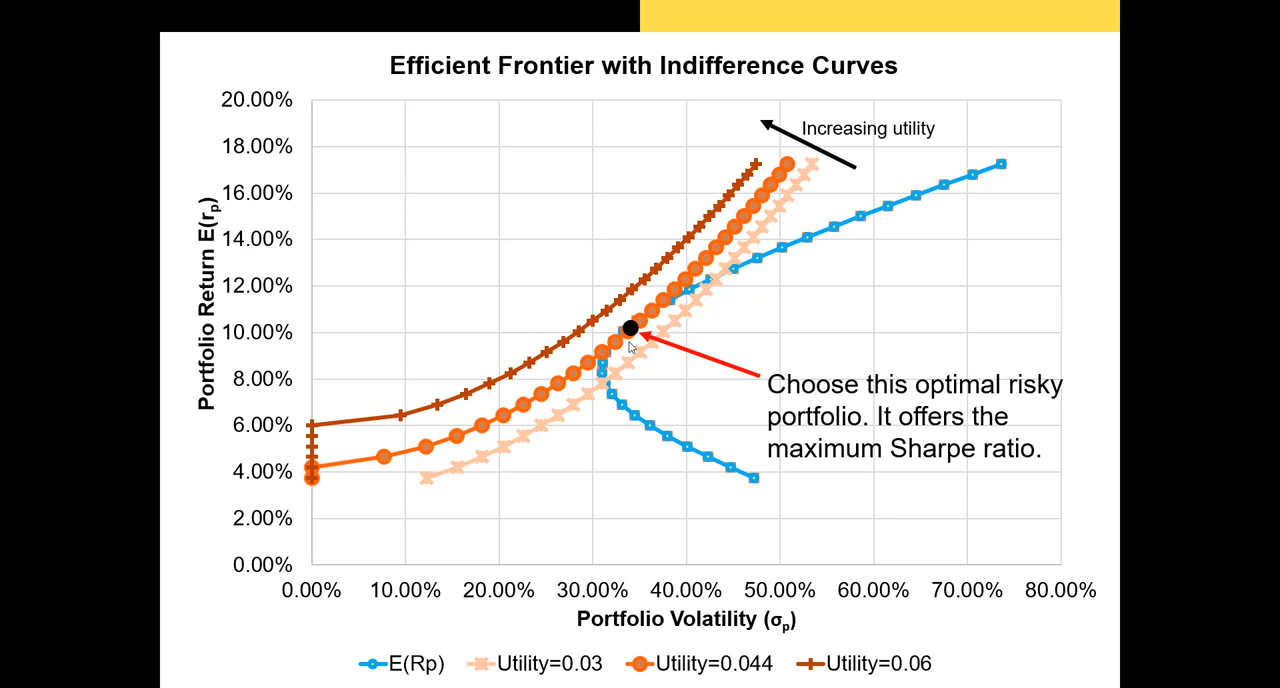 Efficient Frontier with Indifference Curves
20.00%
18.00%
16.00%
14.00%
12.00%
10.00%
8.00%
6.00%
4.00%
2.00%
0.00%
Portfolio Return E(rp)
Increasing utility
Choose this optimal risky
portfolio. It offers the
maximum Sharpe ratio.
0.00% 10.00% 20.00% 30.00% 40.00% 50.00% 60.00% 70.00% 80.00%
Portfolio Volatility (σp)
E(Rp) Utility=0.03 Utility=0.044 Utility=0.06